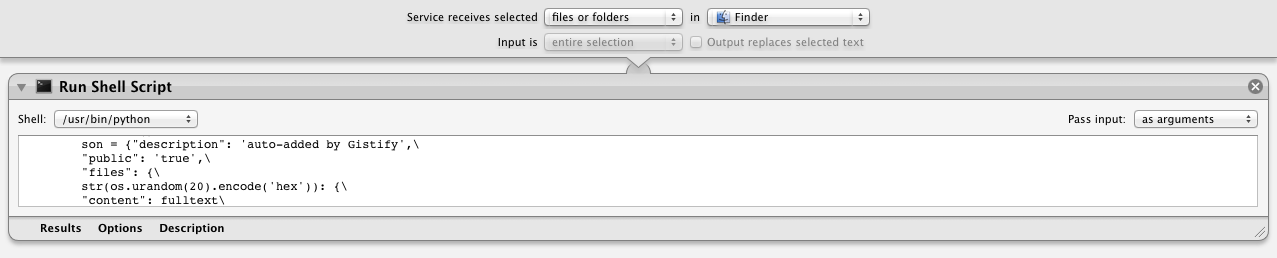 Service receives selected files or folders in Finder
Input is entire selection Output replaces selected text
Run Shell Script
Shell: /usr/bin/python Pass input: as arguments
son = {"description": 'auto-added by Gistify',\
"public": 'true',\
"files": {\
str(os.urandom(20).encode('hex')): {\
"content": fulltext\
Results Options Description